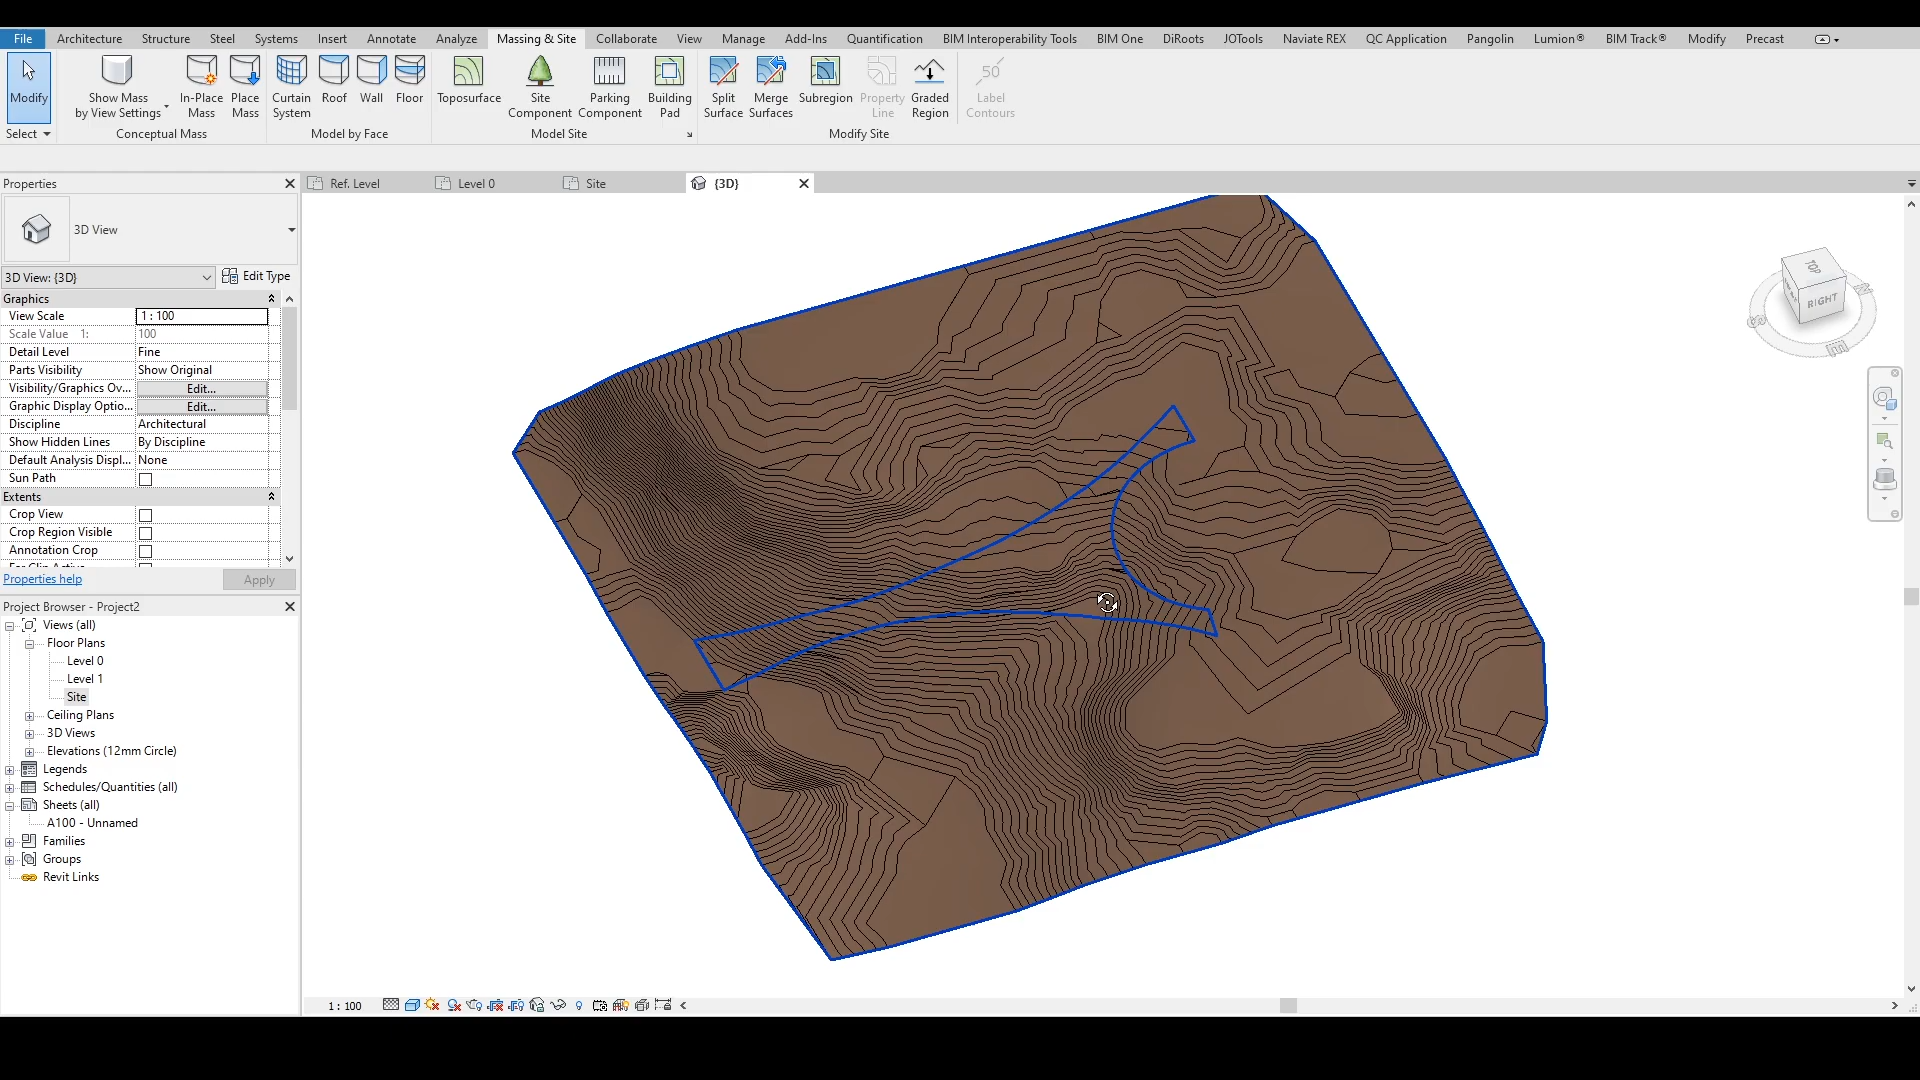 File Architecture Structure Steel Systems Insert Annotate Analyze Massing & Site Collaborate View Manage Add-Ins Quantification BIM Interoperability Tools BIM One DiRoots JOTools Naviate REX QC Application Pangolin Lumion® BIM Track® Modify Precast
Modify
Show Mass by View Settings
In-Place Mass
Place Mass
Curtain System
Roof
Wall
Floor
Toposurface
Site Component
Parking Component
Building Pad
Split Surface
Merge Surfaces
Subregion
Property Line
Graded Region
50
Label Contours
Select
Conceptual Mass
Model by Face
Model Site
Modify Site
Properties
Ref. Level
Level 0
Site
{3D}
3D View
3D View: {3D}
Edit Type
Graphics
View Scale 1 : 100
Scale Value 1: 100
Detail Level Fine
Parts Visibility Show Original
Visibility/Graphics Ov... Edit...
Graphic Display Optio... Edit...
Discipline Architectural
Show Hidden Lines By Discipline
Default Analysis Displ... None
Sun Path
Extents
Crop View
Crop Region Visible
Annotation Crop
Properties help
Apply
Project Browser - Project2
Views (all)
Floor Plans
Level 0
Level 1
Site
Ceiling Plans
3D Views
Elevations (12mm Circle)
Legends
Schedules/Quantities (all)
Sheets (all)
A100 - Unnamed
Families
Groups
Revit Links
TOP
RIGHT
S
N
E
1 : 100